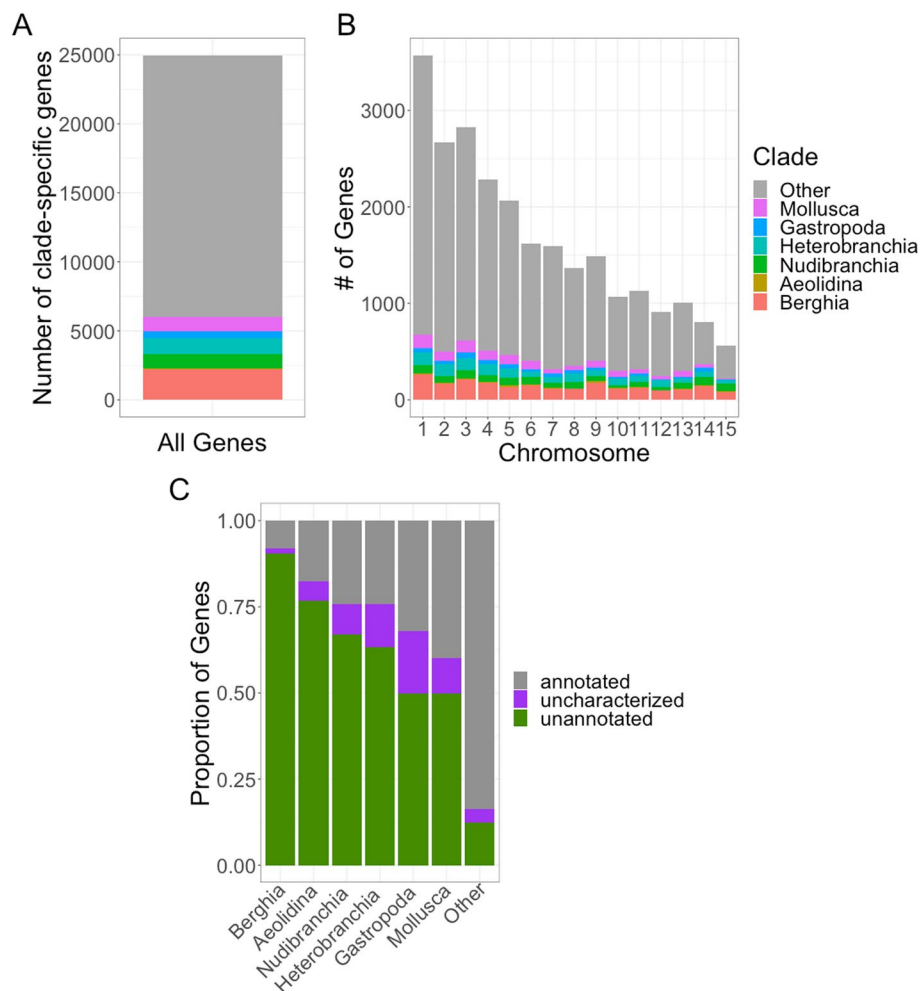 A
Number of clade-specific genes
25000
20000
15000
10000
5000
0
All Genes
B
# of Genes
3000
2000
1000
0
1 2 3 4 5 6 7 8 9 10 11 12 13 14 15
Chromosome
Clade
Other
Mollusca
Gastropoda
Heterobranchia
Nudibranchia
Aeolidina
Berghia
C
Proportion of Genes
1.00
0.75
0.50
0.25
0.00
Berghia
Aeolidina
Nudibranchia
Heterobranchia
Gastropoda
Mollusca
Other
annotated
uncharacterized
unannotated